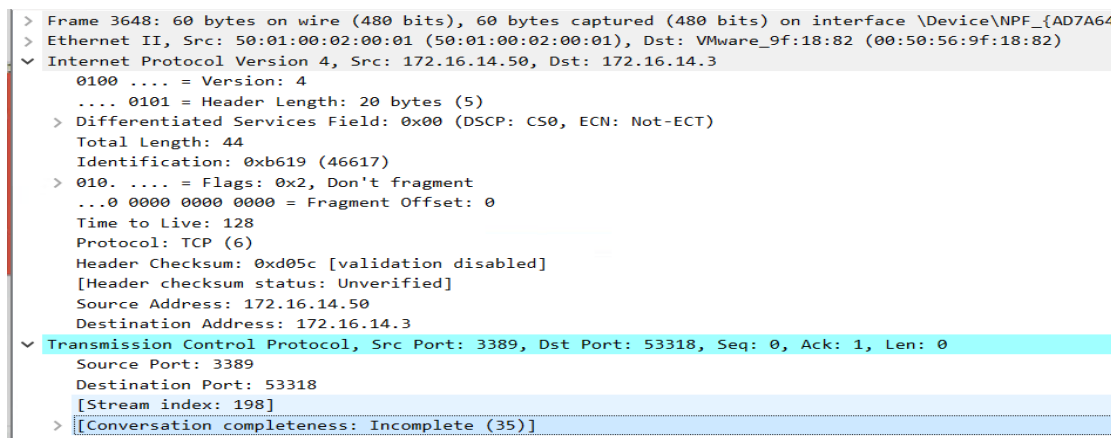 > Frame 3648: 60 bytes on wire (480 bits), 60 bytes captured (480 bits) on interface \Device\NPF_{AD7A64
> Ethernet II, Src: 50:01:00:02:00:01 (50:01:00:02:00:01), Dst: VMware_9f:18:82 (00:50:56:9f:18:82)
Internet Protocol Version 4, Src: 172.16.14.50, Dst: 172.16.14.3
0100 .... = Version: 4
.... 0101 = Header Length: 20 bytes (5)
> Differentiated Services Field: 0x00 (DSCP: CS0, ECN: Not-ECT)
Total Length: 44
Identification: 0xb619 (46617)
> 010. .... = Flags: 0x2, Don't fragment
...0 0000 0000 0000 = Fragment Offset: 0
Time to Live: 128
Protocol: TCP (6)
Header Checksum: 0xd05c [validation disabled]
[Header checksum status: Unverified]
Source Address: 172.16.14.50
Destination Address: 172.16.14.3
Transmission Control Protocol, Src Port: 3389, Dst Port: 53318, Seq: 0, Ack: 1, Len: 0
Source Port: 3389
Destination Port: 53318
[Stream index: 198]
> [Conversation completeness: Incomplete (35)]